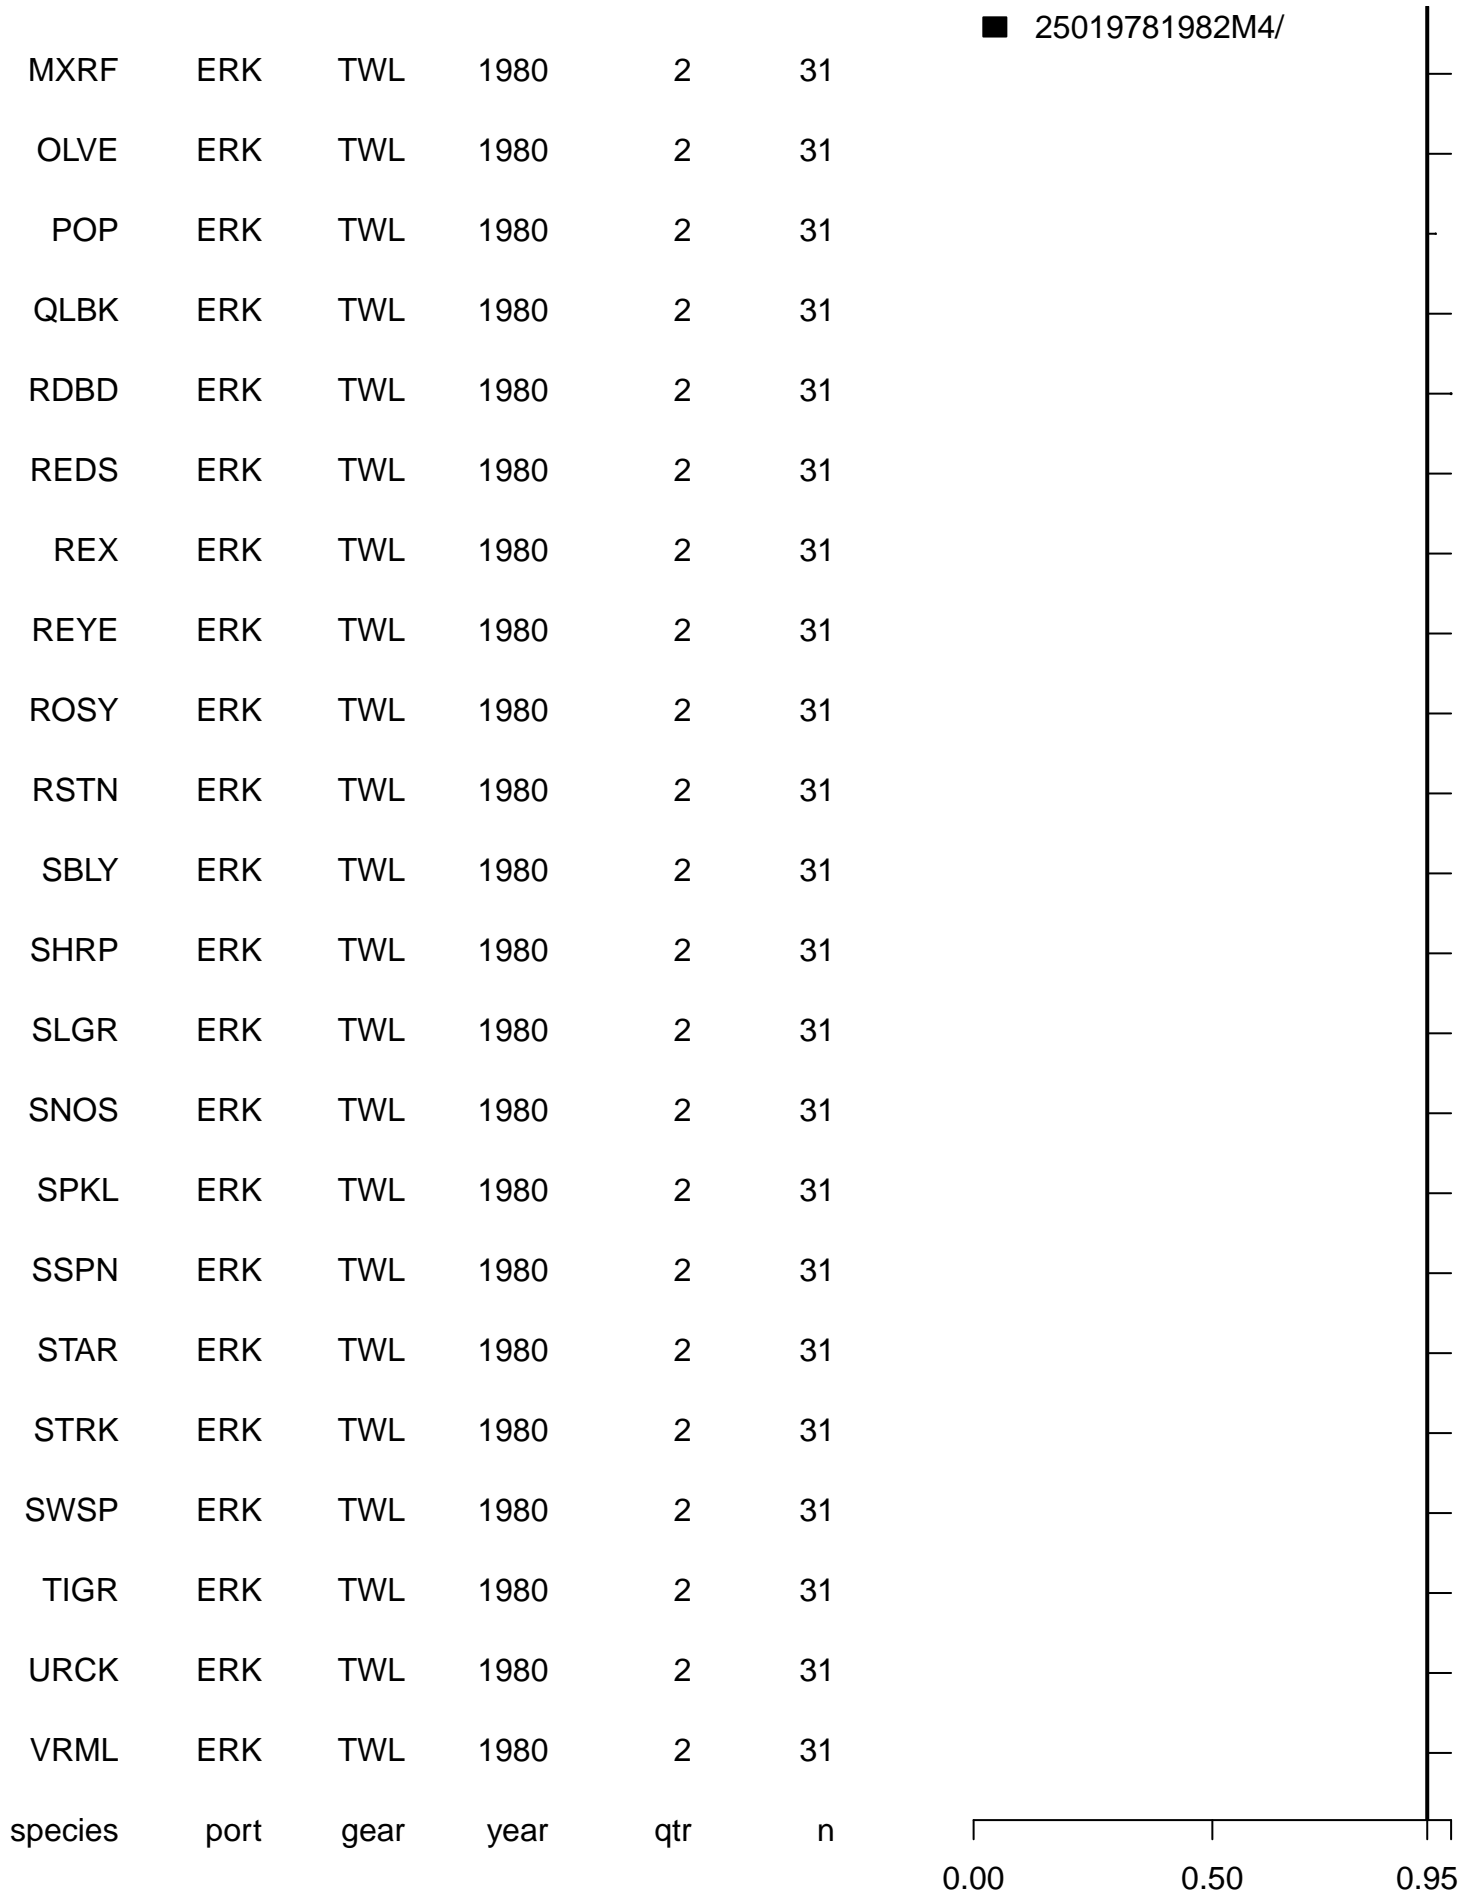 25019781982M4/
MXRF ERK TWL 1980 2 31
OLVE ERK TWL 1980 2 31
POP ERK TWL 1980 2 31
QLBK ERK TWL 1980 2 31
RDBD ERK TWL 1980 2 31
REDS ERK TWL 1980 2 31
REX ERK TWL 1980 2 31
REYE ERK TWL 1980 2 31
ROSY ERK TWL 1980 2 31
RSTN ERK TWL 1980 2 31
SBLY ERK TWL 1980 2 31
SHRP ERK TWL 1980 2 31
SLGR ERK TWL 1980 2 31
SNOS ERK TWL 1980 2 31
SPKL ERK TWL 1980 2 31
SSPN ERK TWL 1980 2 31
STAR ERK TWL 1980 2 31
STRK ERK TWL 1980 2 31
SWSP ERK TWL 1980 2 31
TIGR ERK TWL 1980 2 31
URCK ERK TWL 1980 2 31
VRML ERK TWL 1980 2 31
species port gear year qtr n
0.00 0.50 0.95